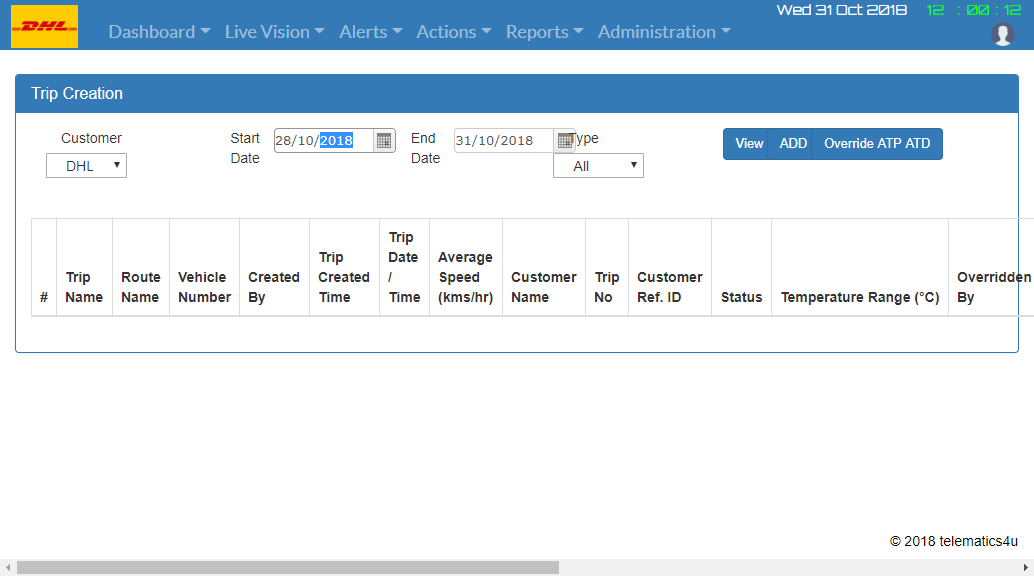 Wed 31 Oct 2018 12 : 00 : 12
DHL
Dashboard Live Vision Alerts Actions Reports Administration
Trip Creation
Customer
DHL
Start
Date
28/10/2018
End
Date
31/10/2018
Type
All
View ADD Override ATP ATD
#
Trip
Name
Route
Name
Vehicle
Number
Created
By
Trip
Created
Time
Trip
Date
/
Time
Average
Speed
(kms/hr)
Customer
Name
Trip
No
Customer
Ref. ID
Status
Temperature Range (°C)
Overridden
By
© 2018 telematics4u